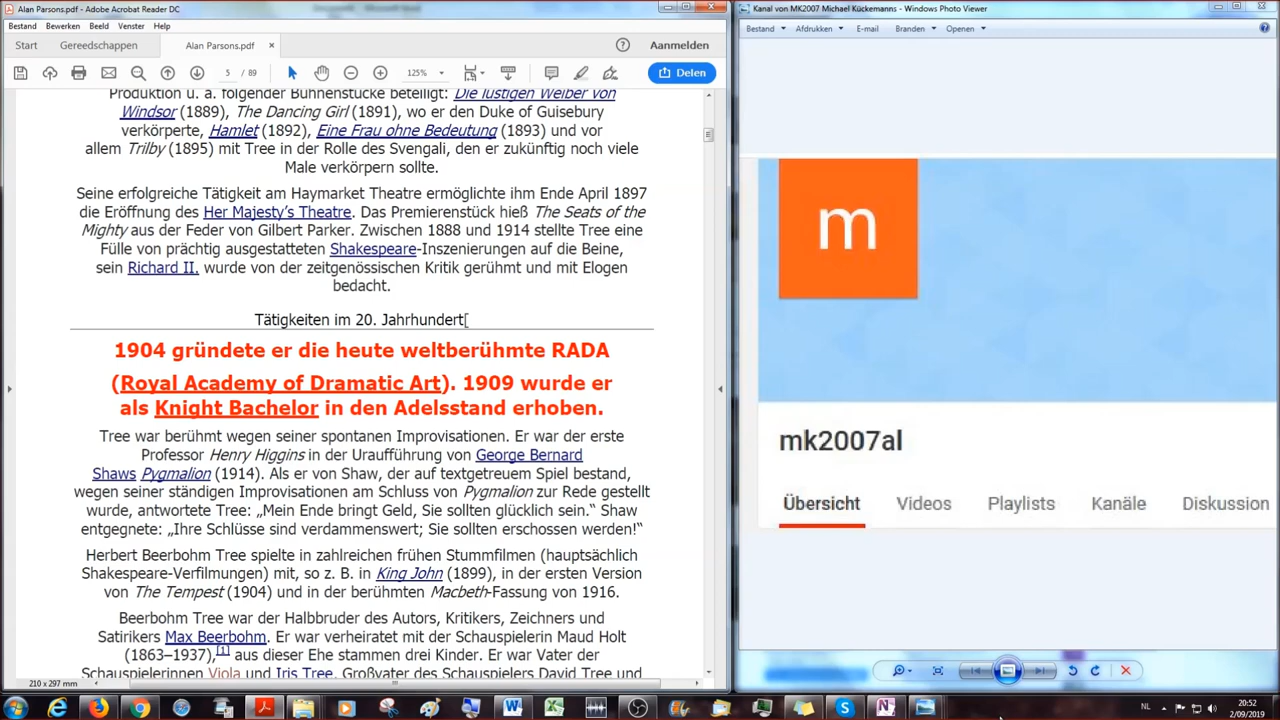 Alan Parsons.pdf - Adobe Acrobat Reader DC
Bestand Bewerken Beeld Venster Help
Start Gereedschappen Alan Parsons.pdf × Aanmelden
5 / 89 125% Delen
Produktion u. a. folgender Bühnenstücke beteiligt: Die lustigen Weiber von
Windsor (1889), The Dancing Girl (1891), wo er den Duke of Guisebury
verkörperte, Hamlet (1892), Eine Frau ohne Bedeutung (1893) und vor
allem Trilby (1895) mit Tree in der Rolle des Svengali, den er zukünftig noch viele
Male verkörpern sollte.
Seine erfolgreiche Tätigkeit am Haymarket Theatre ermöglichte ihm Ende April 1897
die Eröffnung des Her Majesty’s Theatre. Das Premierenstück hieß The Seats of the
Mighty aus der Feder von Gilbert Parker. Zwischen 1888 und 1914 stellte Tree eine
Fülle von prächtig ausgestatteten Shakespeare-Inszenierungen auf die Beine,
sein Richard II. wurde von der zeitgenössischen Kritik gerühmt und mit Elogen
bedacht.
Tätigkeiten im 20. Jahrhundert[
1904 gründete er die heute weltberühmte RADA
(Royal Academy of Dramatic Art). 1909 wurde er
als Knight Bachelor in den Adelsstand erhoben.
Tree war berühmt wegen seiner spontanen Improvisationen. Er war der erste
Professor Henry Higgins in der Uraufführung von George Bernard
Shaws Pygmalion (1914). Als er von Shaw, der auf textgetreuem Spiel bestand,
wegen seiner ständigen Improvisationen am Schluss von Pygmalion zur Rede gestellt
wurde, antwortete Tree: „Mein Ende bringt Geld, Sie sollten glücklich sein.“ Shaw
entgegnete: „Ihre Schlüsse sind verdammenswert; Sie sollten erschossen werden!“
Herbert Beerbohm Tree spielte in zahlreichen frühen Stummfilmen (hauptsächlich
Shakespeare-Verfilmungen) mit, so z. B. in King John (1899), in der ersten Version
von The Tempest (1904) und in der berühmten Macbeth-Fassung von 1916.
Beerbohm Tree war der Halbbruder des Autors, Kritikers, Zeichners und
Satirikers Max Beerbohm. Er war verheiratet mit der Schauspielerin Maud Holt
(1863–1937),[1] aus dieser Ehe stammen drei Kinder. Er war Vater der
Schauspielerinnen Viola und Iris Tree. Großvater des Schauspielers David Tree und
210 x 297 mm
Kanal von MK2007 Michael Kückemanns - Windows Photo Viewer
Bestand Afdrukken E-mail Branden Openen
m
mk2007al
Übersicht Videos Playlists Kanäle Diskussion
NL 20:52
2/09/2019